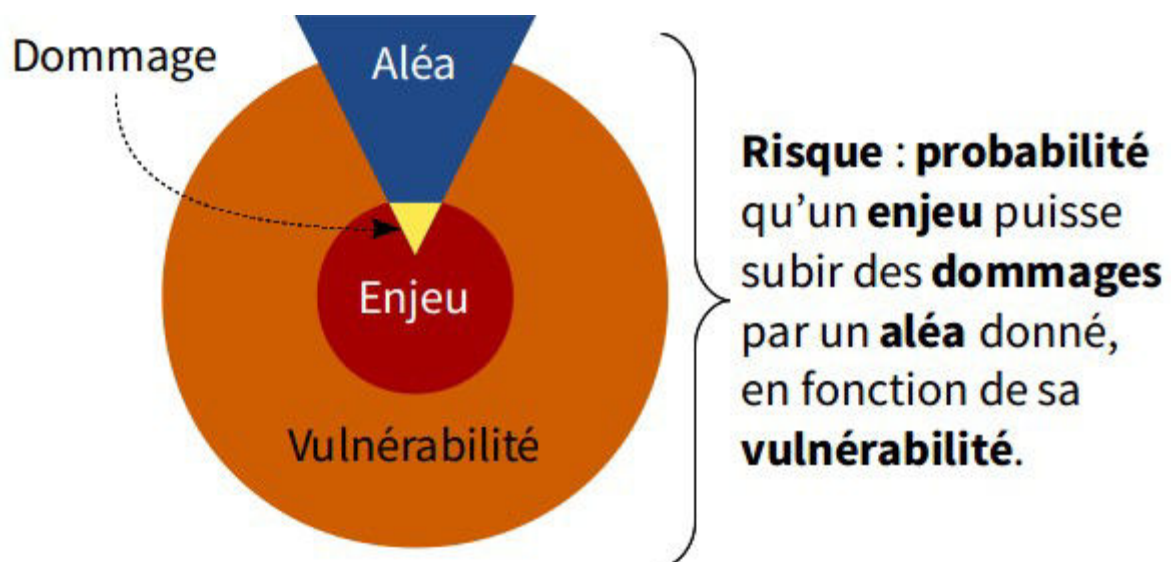 Dommage
Aléa
Enjeu
Vulnérabilité
Risque : probabilité
qu'un enjeu puisse
subir des dommages
par un aléa donné,
en fonction de sa
vulnérabilité.